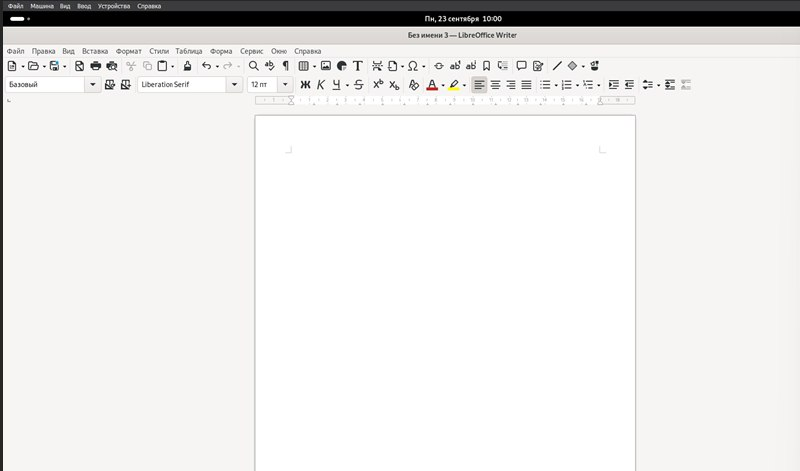 Файл Машина Вид Ввод Устройства Справка
Пн, 23 сентября 10:00
Без имени 3 — LibreOffice Writer
Файл Правка Вид Вставка Формат Стили Таблица Форма Сервис Окно Справка
Базовый Liberation Serif 12 пт Ж К Ч S